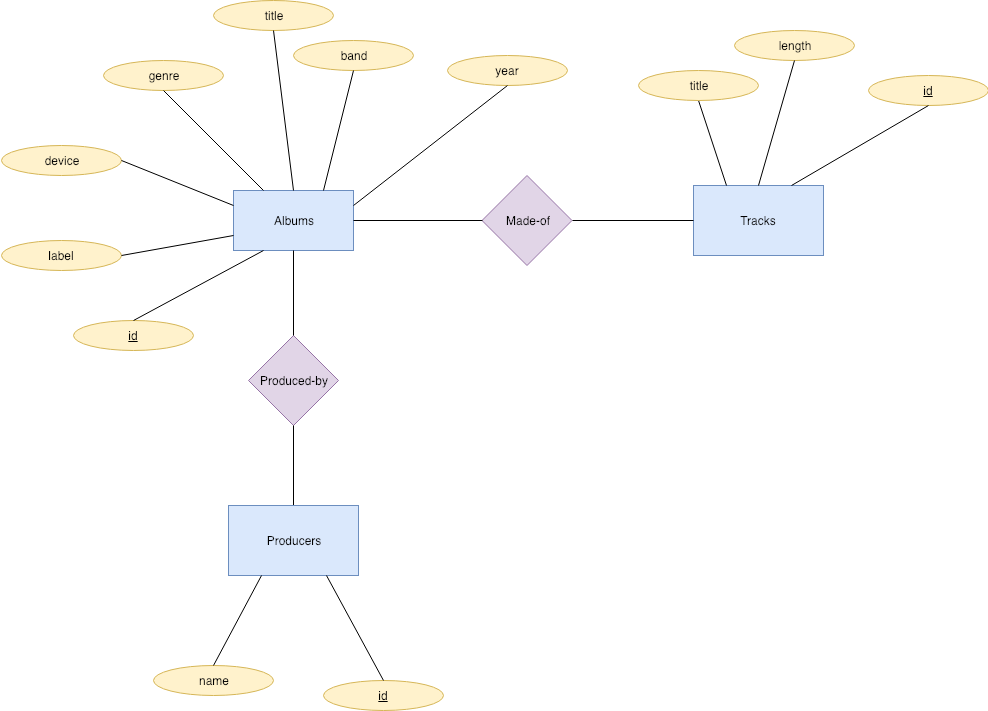 title
band
length
year
genre
title
id
device
Albums
Made-of
Tracks
label
id
Produced-by
Producers
name
id